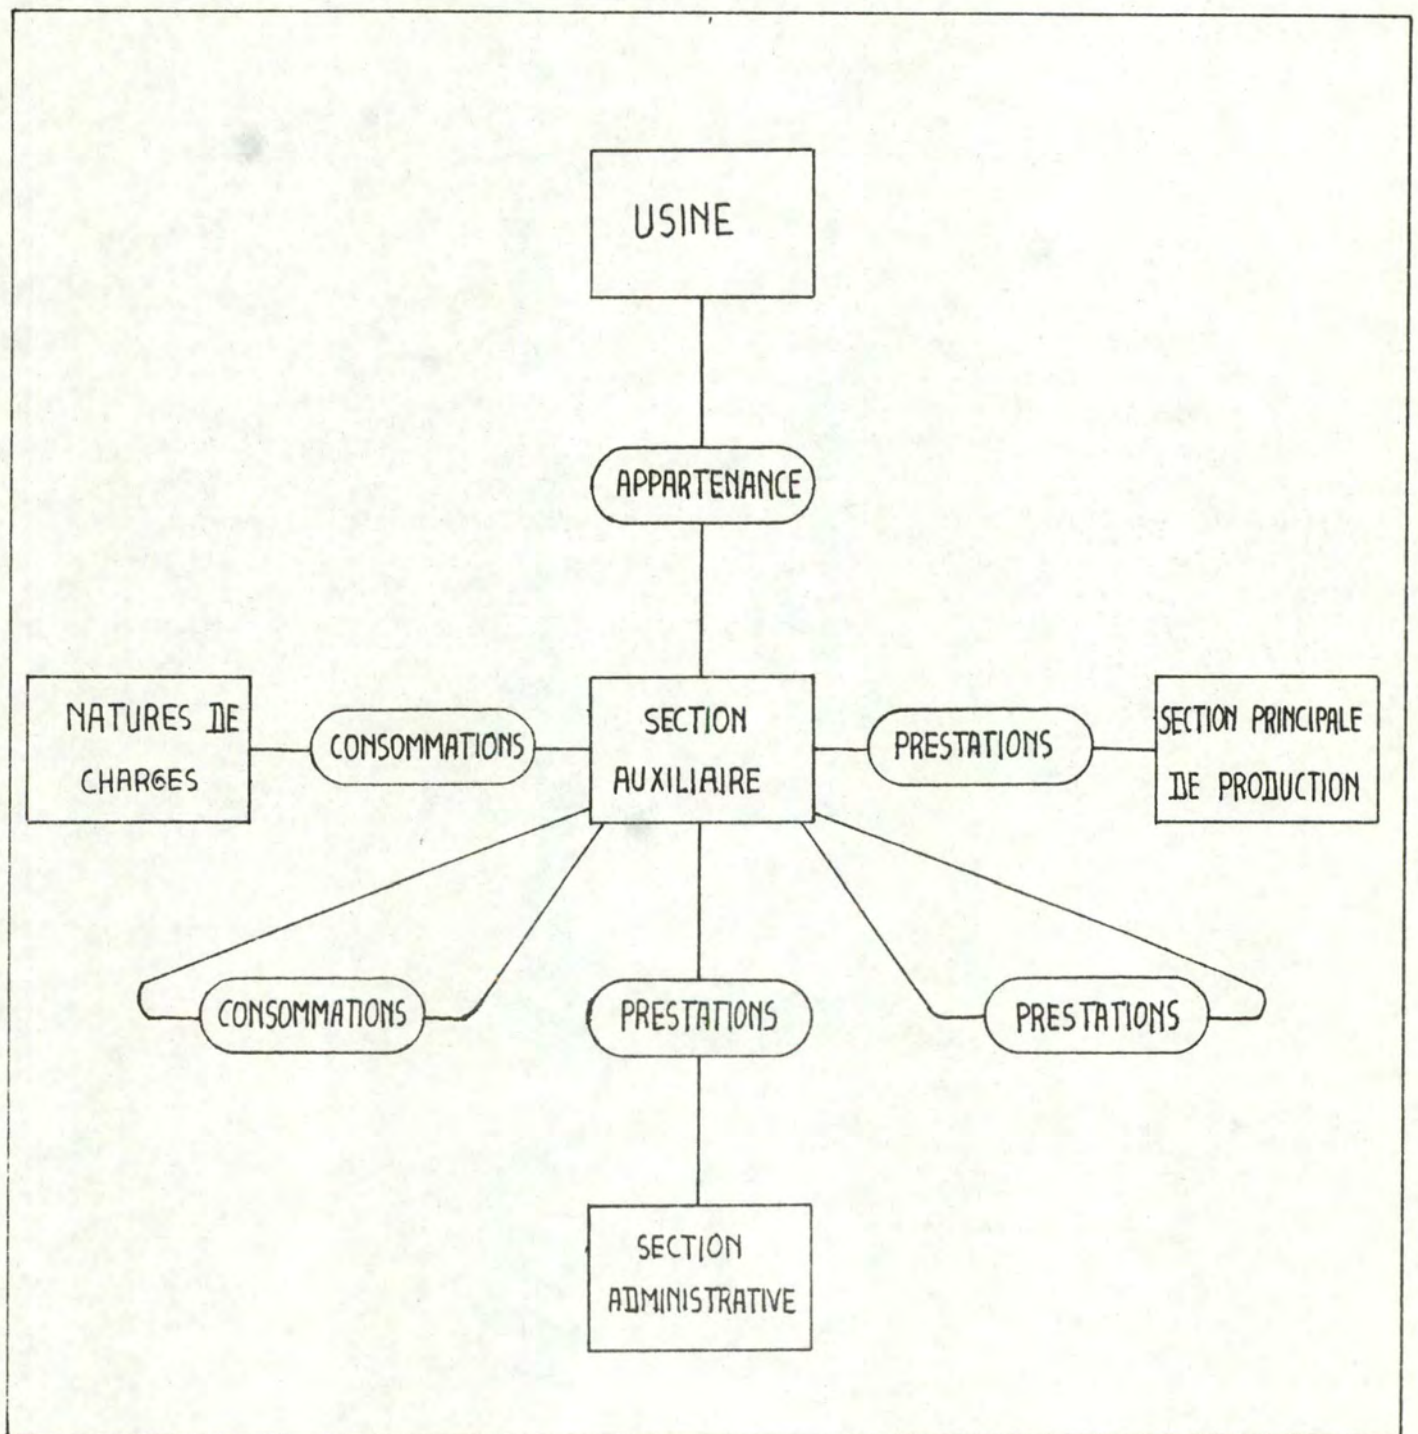 USINE
APPARTENANCE
NATURES DE
CHARGES
CONSOMMATIONS
SECTION
AUXILIAIRE
PRESTATIONS
SECTION PRINCIPALE
DE PRODUCTION
CONSOMMATIONS
PRESTATIONS
PRESTATIONS
SECTION
ADMINISTRATIVE